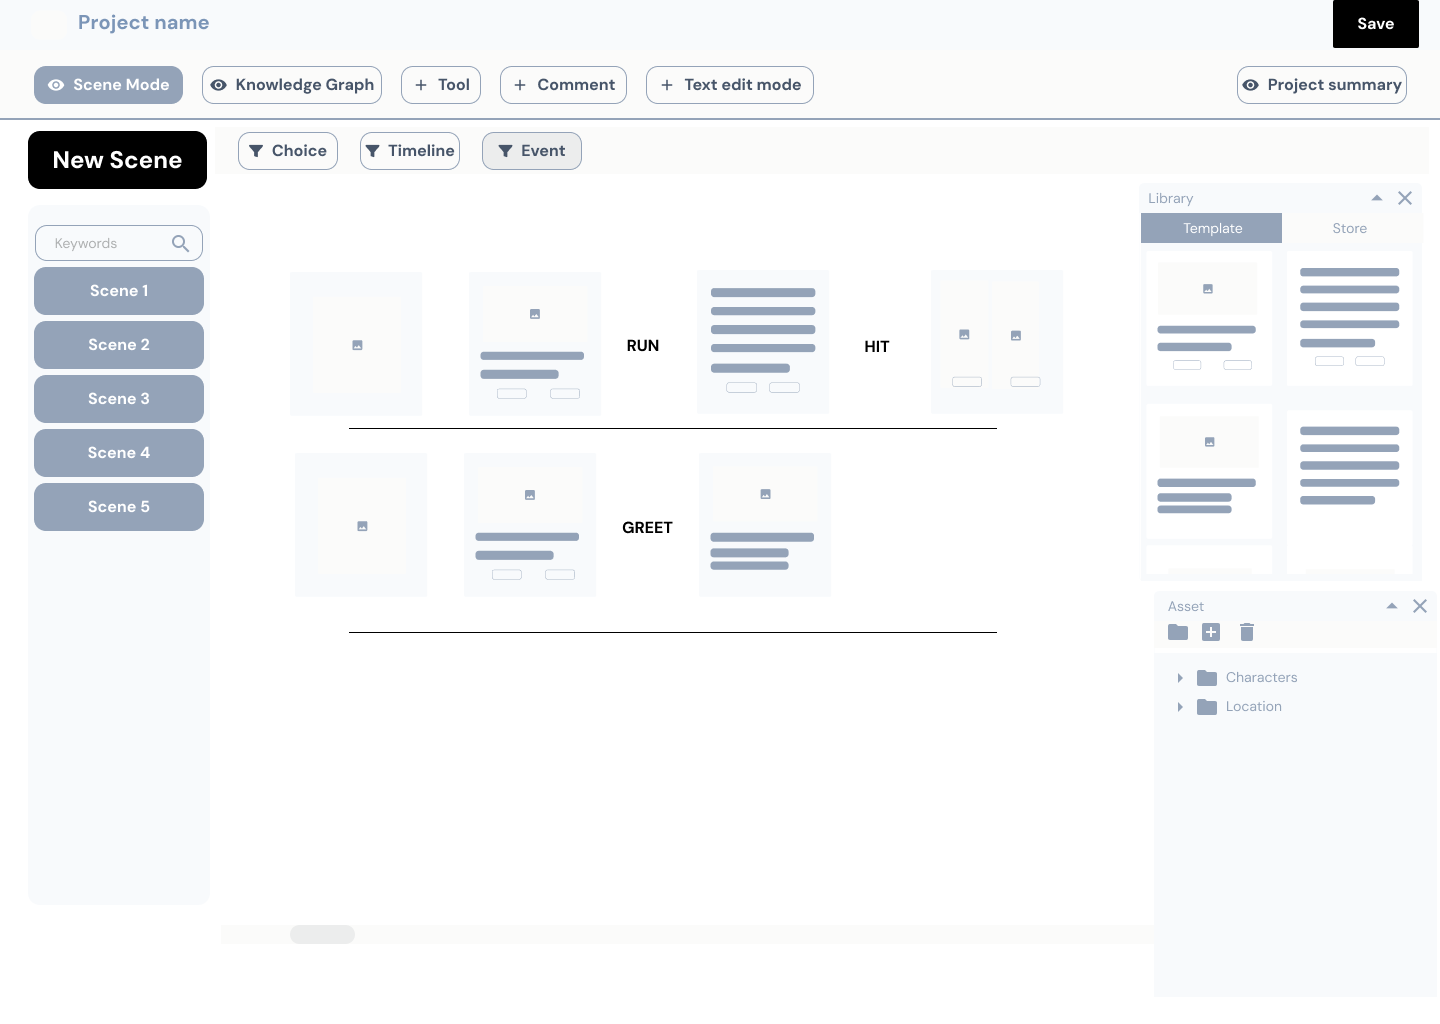 Project name
Save
Scene Mode
Knowledge Graph
Tool
Comment
Text edit mode
Project summary
New Scene
Choice
Timeline
Event
Keywords
Scene 1
Scene 2
Scene 3
Scene 4
Scene 5
RUN
HIT
GREET
Library
Template
Store
Asset
Characters
Location